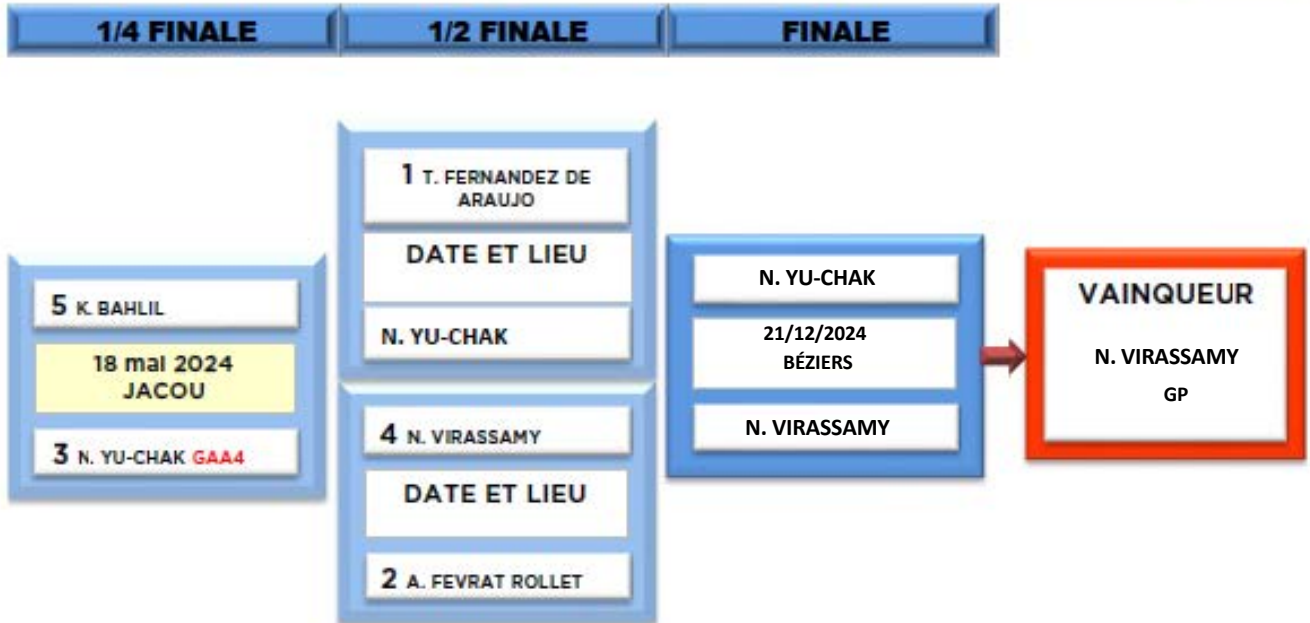 1/4 FINALE
1/2 FINALE
FINALE
5 K. BAHLIL
18 mai 2024
JACOU
3 N. YU-CHAK GAA4
1 T. FERNANDEZ DE
ARAUJO
DATE ET LIEU
N. YU-CHAK
4 N. VIRASSAMY
DATE ET LIEU
2 A. FEVRAT ROLLET
N. YU-CHAK
21/12/2024
BÉZIERS
N. VIRASSAMY
VAINQUEUR
N. VIRASSAMY
GP